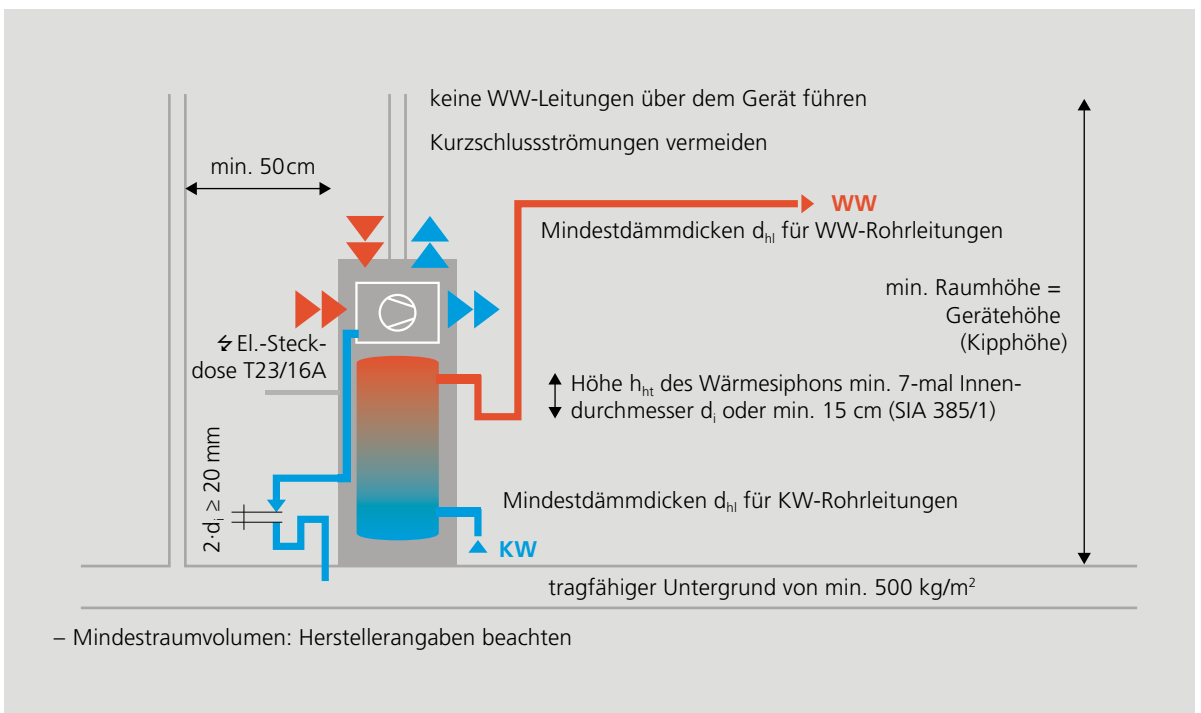 keine WW-Leitungen über dem Gerät führen
Kurzschlussströmungen vermeiden
min. 50cm
WW
Mindestdämmdicken dhl für WW-Rohrleitungen
min. Raumhöhe =
Gerätehöhe
(Kipphöhe)
El.-Steck-
dose T23/16A
Höhe hht des Wärmesiphons min. 7-mal Innen-
durchmesser di oder min. 15 cm (SIA 385/1)
2·di ≥ 20 mm
Mindestdämmdicken dhl für KW-Rohrleitungen
KW
tragfähiger Untergrund von min. 500 kg/m²
– Mindestraumvolumen: Herstellerangaben beachten